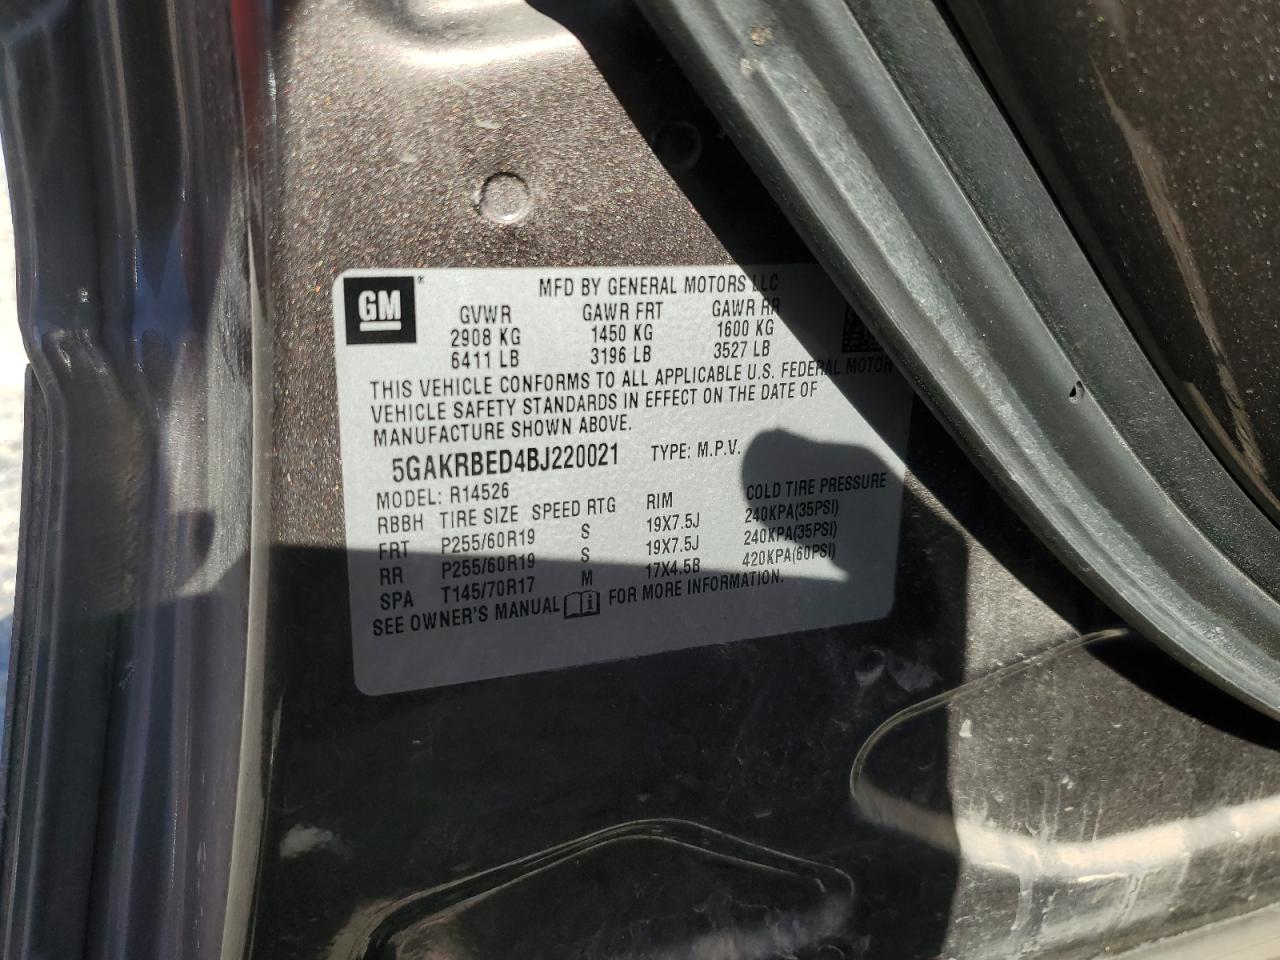 GM®
MFD BY GENERAL MOTORS LLC
GVWR GAWR FRT GAWR RR
2908 KG 1450 KG 1600 KG
6411 LB 3196 LB 3527 LB
THIS VEHICLE CONFORMS TO ALL APPLICABLE U.S. FEDERAL MOTOR
VEHICLE SAFETY STANDARDS IN EFFECT ON THE DATE OF
MANUFACTURE SHOWN ABOVE.
5GAKRBED4BJ220021 TYPE: M.P.V.
MODEL: R14526
RBBH TIRE SIZE SPEED RTG RIM COLD TIRE PRESSURE
FRT P255/60R19 S 19X7.5J 240KPA(35PSI)
RR P255/60R19 S 19X7.5J 240KPA(35PSI)
SPA T145/70R17 M 17X4.5B 420KPA(60PSI)
SEE OWNER'S MANUAL i FOR MORE INFORMATION.